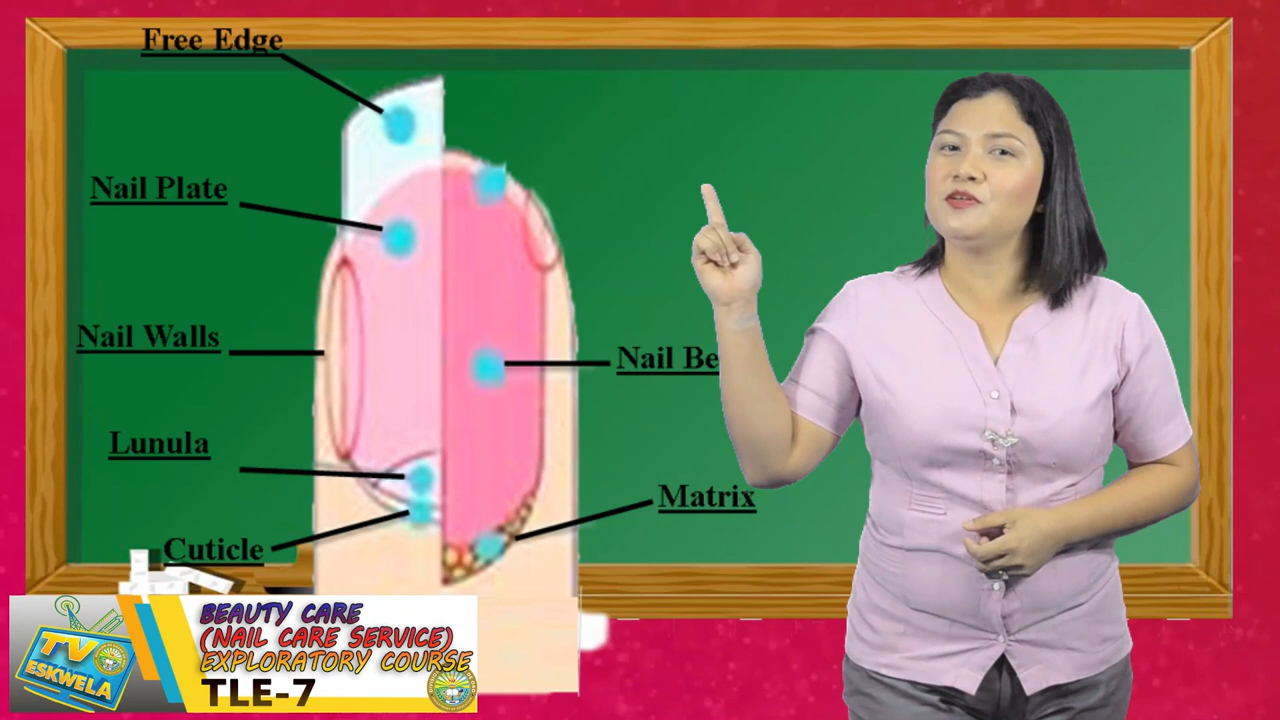 Free Edge
Nail Plate
Nail Walls
Nail Be
Lunula
Matrix
Cuticle
TV
ESKWELA
BEAUTY CARE
(NAIL CARE SERVICE)
EXPLORATORY COURSE
TLE-7